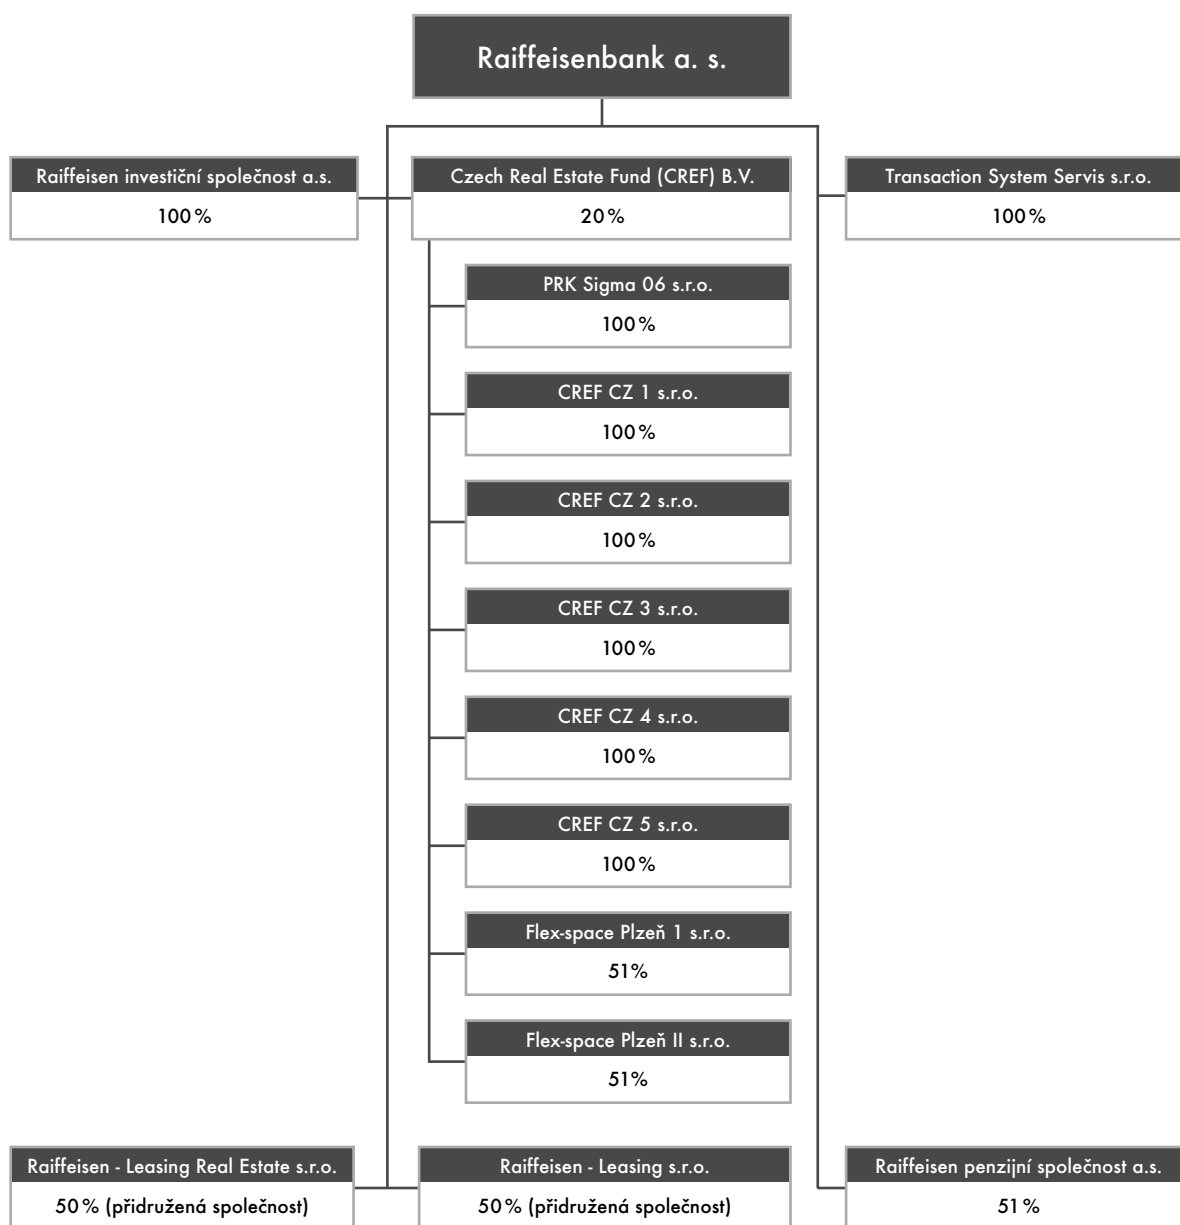 Raiffeisenbank a. s.
Raiffeisen investiční společnost a.s.
100 %
Czech Real Estate Fund (CREF) B.V.
20 %
Transaction System Servis s.r.o.
100 %
PRK Sigma 06 s.r.o.
100 %
CREF CZ 1 s.r.o.
100 %
CREF CZ 2 s.r.o.
100 %
CREF CZ 3 s.r.o.
100 %
CREF CZ 4 s.r.o.
100 %
CREF CZ 5 s.r.o.
100 %
Flex-space Plzeň 1 s.r.o.
51%
Flex-space Plzeň II s.r.o.
51%
Raiffeisen - Leasing Real Estate s.r.o.
50 % (přidružená společnost)
Raiffeisen - Leasing s.r.o.
50 % (přidružená společnost)
Raiffeisen penzijní společnost a.s.
51 %